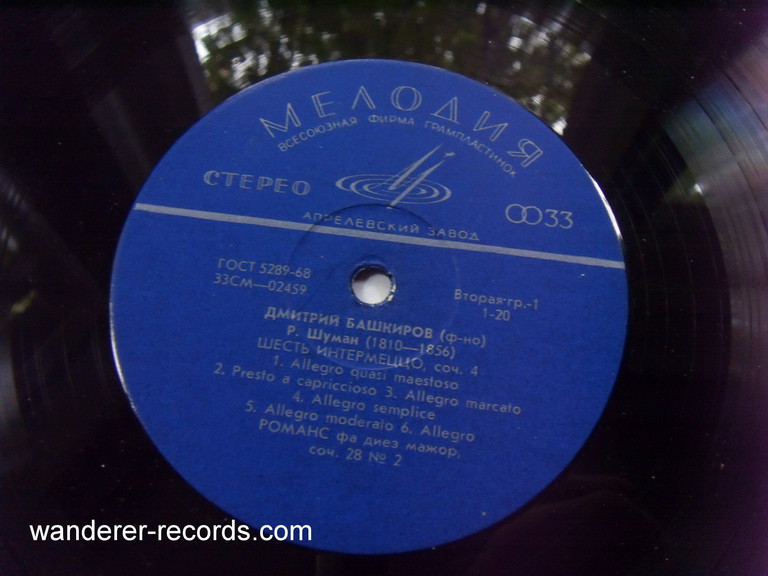 МЕЛОДИЯ
ВСЕСОЮЗНАЯ ФИРМА ГРАМПЛАСТИНОК
СТЕРЕО
33
АПРЕЛЕВСКИЙ ЗАВОД
ГОСТ 5289-68
33СМ—02459
Вторая гр.-1
1-20
ДМИТРИЙ БАШКИРОВ (ф-но)
Р. Шуман (1810—1856)
ШЕСТЬ ИНТЕРМЕЦЦО, соч. 4
1. Allegro quasi maestoso
2. Presto a capriccioso 3. Allegro marcato
4. Allegro semplice
5. Allegro moderato 6. Allegro
РОМАНС фа диез мажор,
соч. 28 № 2
wanderer-records.com